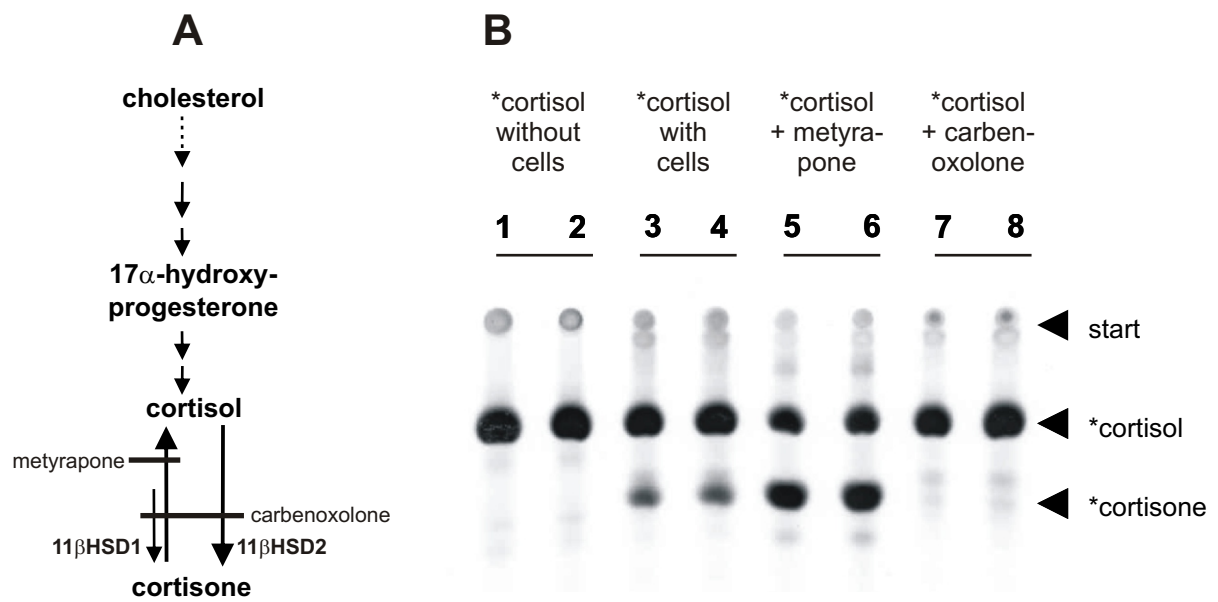 A
cholesterol
17α-hydroxy-
progesterone
cortisol
metyrapone
carbenoxolone
11βHSD1
11βHSD2
cortisone
B
*cortisol
without
cells
*cortisol
with
cells
*cortisol
+ metyra-
pone
*cortisol
+ carben-
oxolone
1 2 3 4 5 6 7 8
start
*cortisol
*cortisone